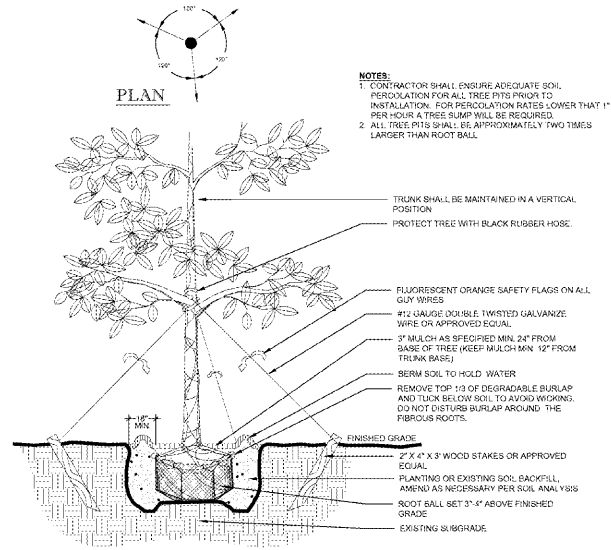 120°
120°
120°
PLAN
NOTES:
1. CONTRACTOR SHALL ENSURE ADEQUATE SOIL
PERCOLATION FOR ALL TREE PITS PRIOR TO
INSTALLATION. FOR PERCOLATION RATES LOWER THAT 1"
PER HOUR A TREE SUMP WILL BE REQUIRED.
2. ALL TREE PITS SHALL BE APPROXIMATELY TWO TIMES
LARGER THAN ROOT BALL
TRUNK SHALL BE MAINTAINED IN A VERTICAL
POSITION
PROTECT TREE WITH BLACK RUBBER HOSE.
FLUORESCENT ORANGE SAFETY FLAGS ON ALL
GUY WIRES
#12 GAUGE DOUBLE TWISTED GALVANIZE
WIRE OR APPROVED EQUAL
3" MULCH AS SPECIFIED MIN. 24" FROM
BASE OF TREE (KEEP MULCH MIN. 12" FROM
TRUNK BASE)
BERM SOIL TO HOLD WATER
REMOVE TOP 1/3 OF DEGRADABLE BURLAP
AND TUCK BELOW SOIL TO AVOID WICKING.
DO NOT DISTURB BURLAP AROUND THE
FIBROUS ROOTS.
18"
MIN.
FINISHED GRADE
2" X 4" X 3' WOOD STAKES OR APPROVED
EQUAL
PLANTING OR EXISTING SOIL BACKFILL,
AMEND AS NECESSARY PER SOIL ANALYSIS
ROOT BALL SET 3"-4" ABOVE FINISHED
GRADE
EXISTING SUBGRADE